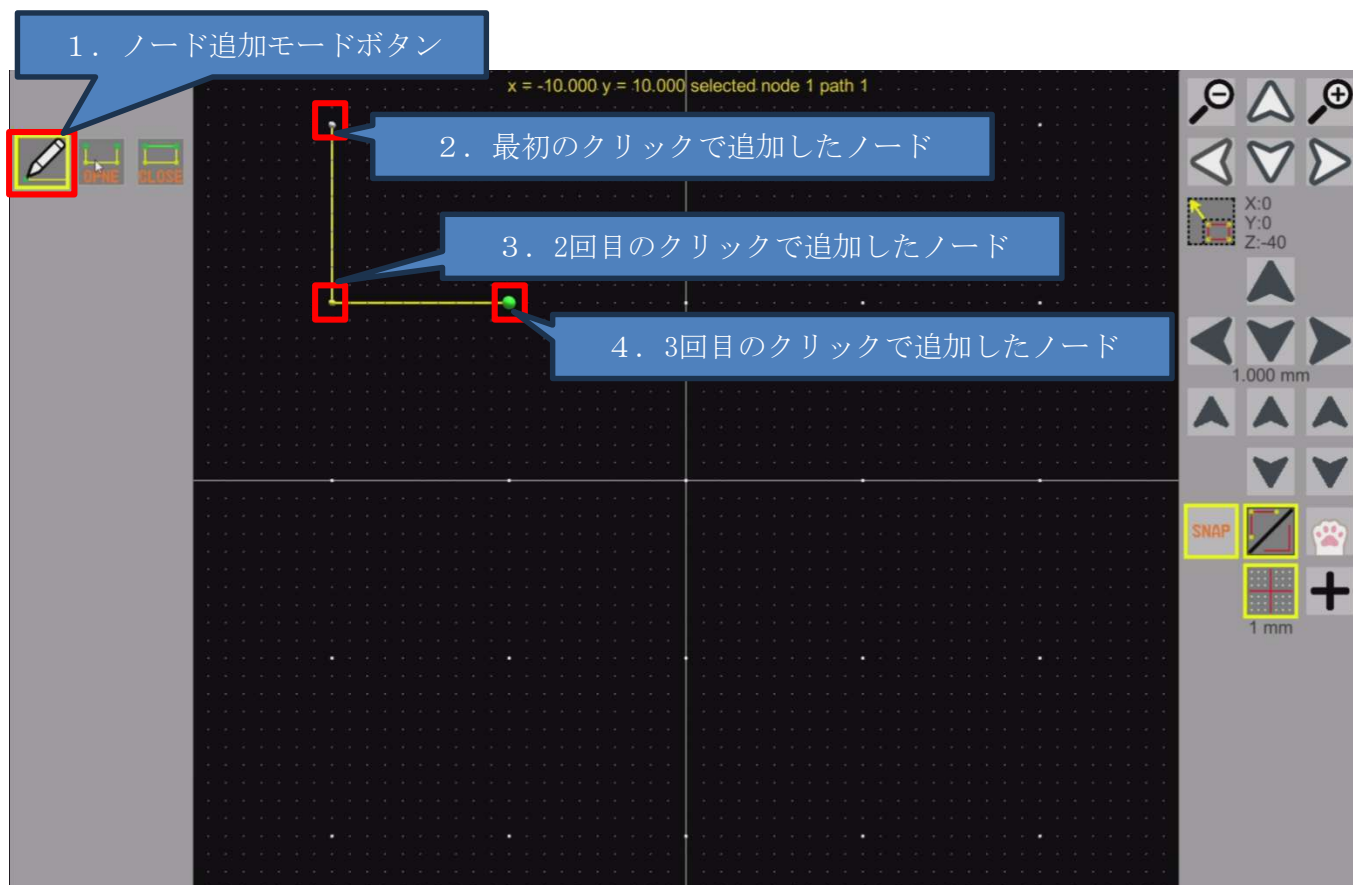 1. ノード追加モードボタン
x = -10.000 y = 10.000 selected node 1 path 1
2. 最初のクリックで追加したノード
OPNE
CLOSE
X:0
Y:0
Z:-40
3. 2回目のクリックで追加したノード
4. 3回目のクリックで追加したノード
1.000 mm
SNAP
1 mm